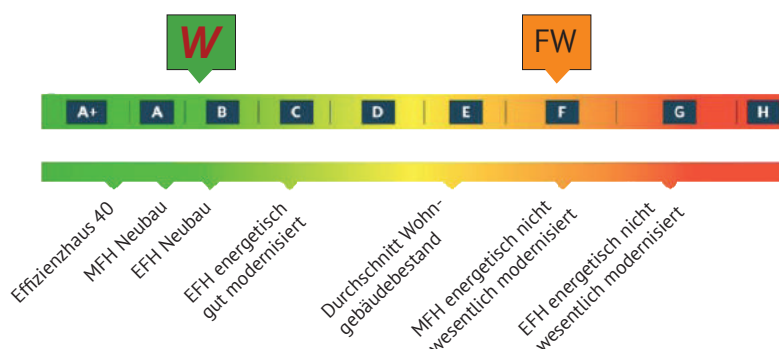 W
FW
A+ A B C D E F G H
Effizienzhaus 40
MFH Neubau
EFH Neubau
EFH energetisch
gut modernisiert
Durchschnitt Wohn-
gebäudebestand
MFH energetisch nicht
wesentlich modernisiert
EFH energetisch nicht
wesentlich modernisiert